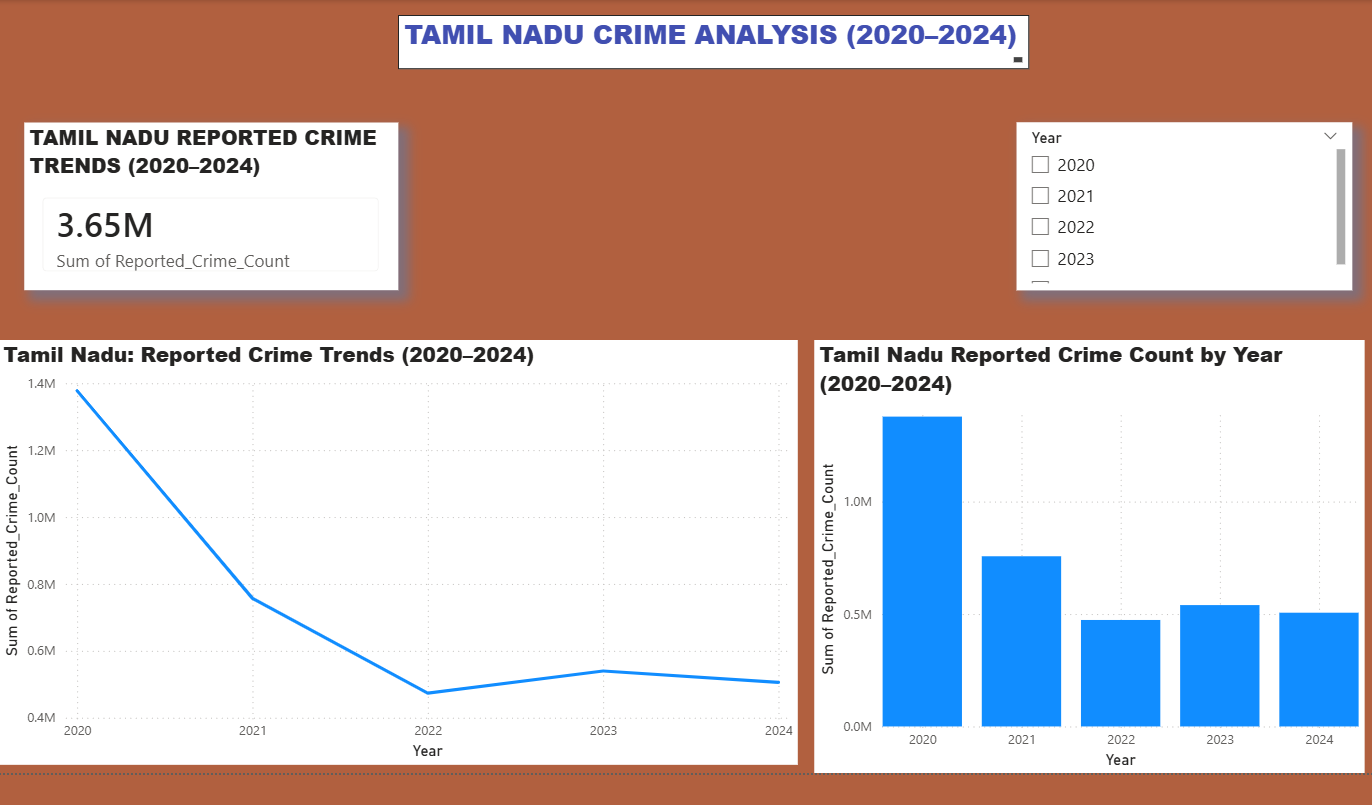 TAMIL NADU CRIME ANALYSIS (2020–2024)
TAMIL NADU REPORTED CRIME
TRENDS (2020–2024)
3.65M
Sum of Reported_Crime_Count
Year
2020
2021
2022
2023
Tamil Nadu: Reported Crime Trends (2020–2024)
1.4M
1.2M
1.0M
0.8M
0.6M
0.4M
Sum of Reported_Crime_Count
2020 2021 2022 2023 2024
Year
Tamil Nadu Reported Crime Count by Year
(2020–2024)
1.0M
0.5M
0.0M
Sum of Reported_Crime_Count
2020 2021 2022 2023 2024
Year